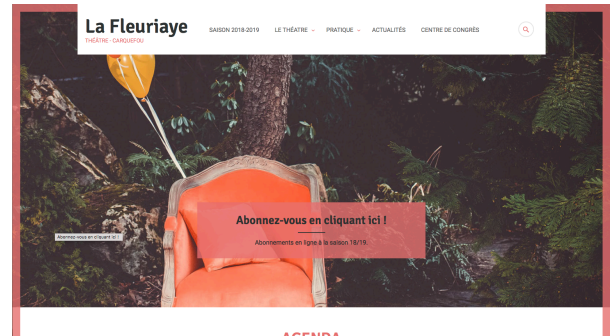 La Fleuriaye
THÉÂTRE - CARQUEFOU
SAISON 2018-2019 LE THÉATRE PRATIQUE ACTUALITÉS CENTRE DE CONGRÈS
Abonnez-vous en cliquant ici !
Abonnements en ligne à la saison 18/19.
Abonnez-vous en cliquant ici !
AGENDA